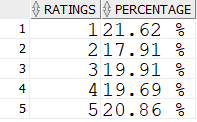 RATINGS PERCENTAGE
1 1 21.62 %
2 2 17.91 %
3 3 19.91 %
4 4 19.69 %
5 5 20.86 %